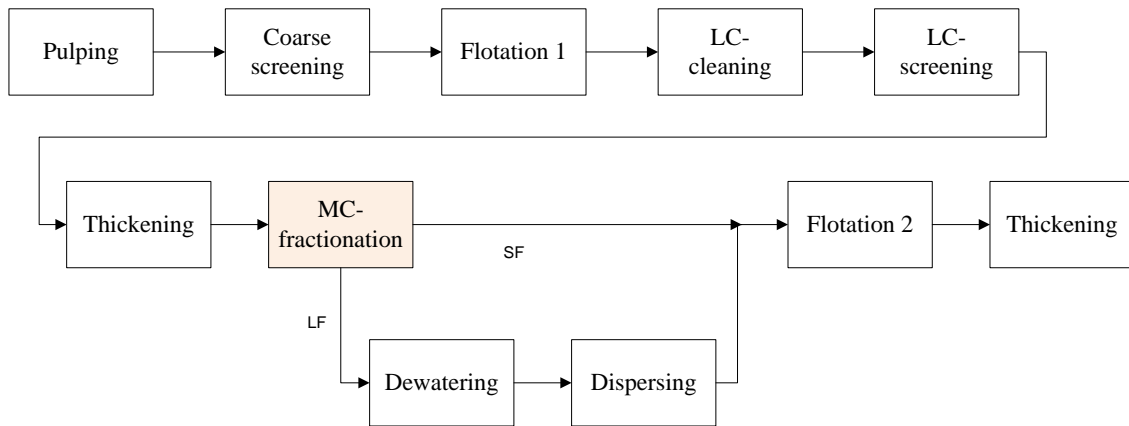 Pulping
Coarse
screening
Flotation 1
LC-
cleaning
LC-
screening
Thickening
MC-
fractionation
SF
Flotation 2
Thickening
LF
Dewatering
Dispersing